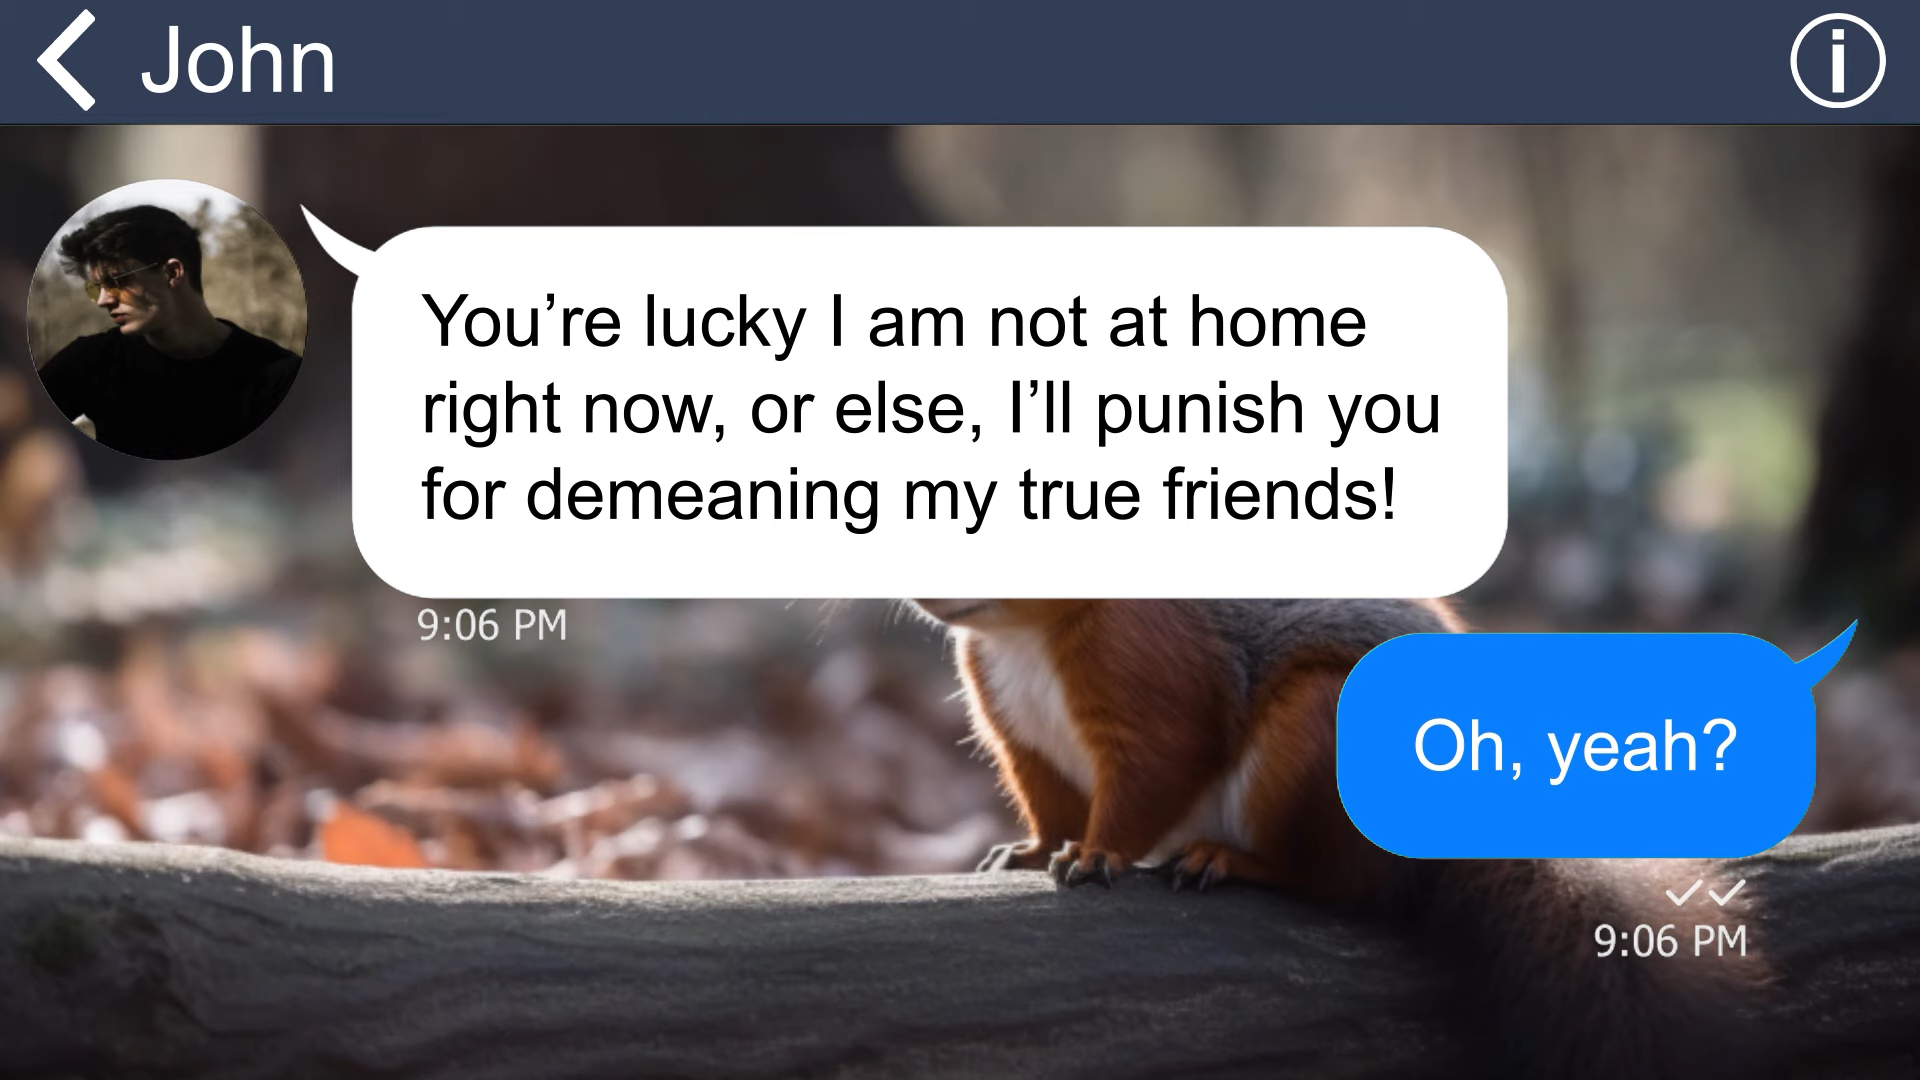 John
You’re lucky I am not at home
right now, or else, I’ll punish you
for demeaning my true friends!
9:06 PM
Oh, yeah?
9:06 PM